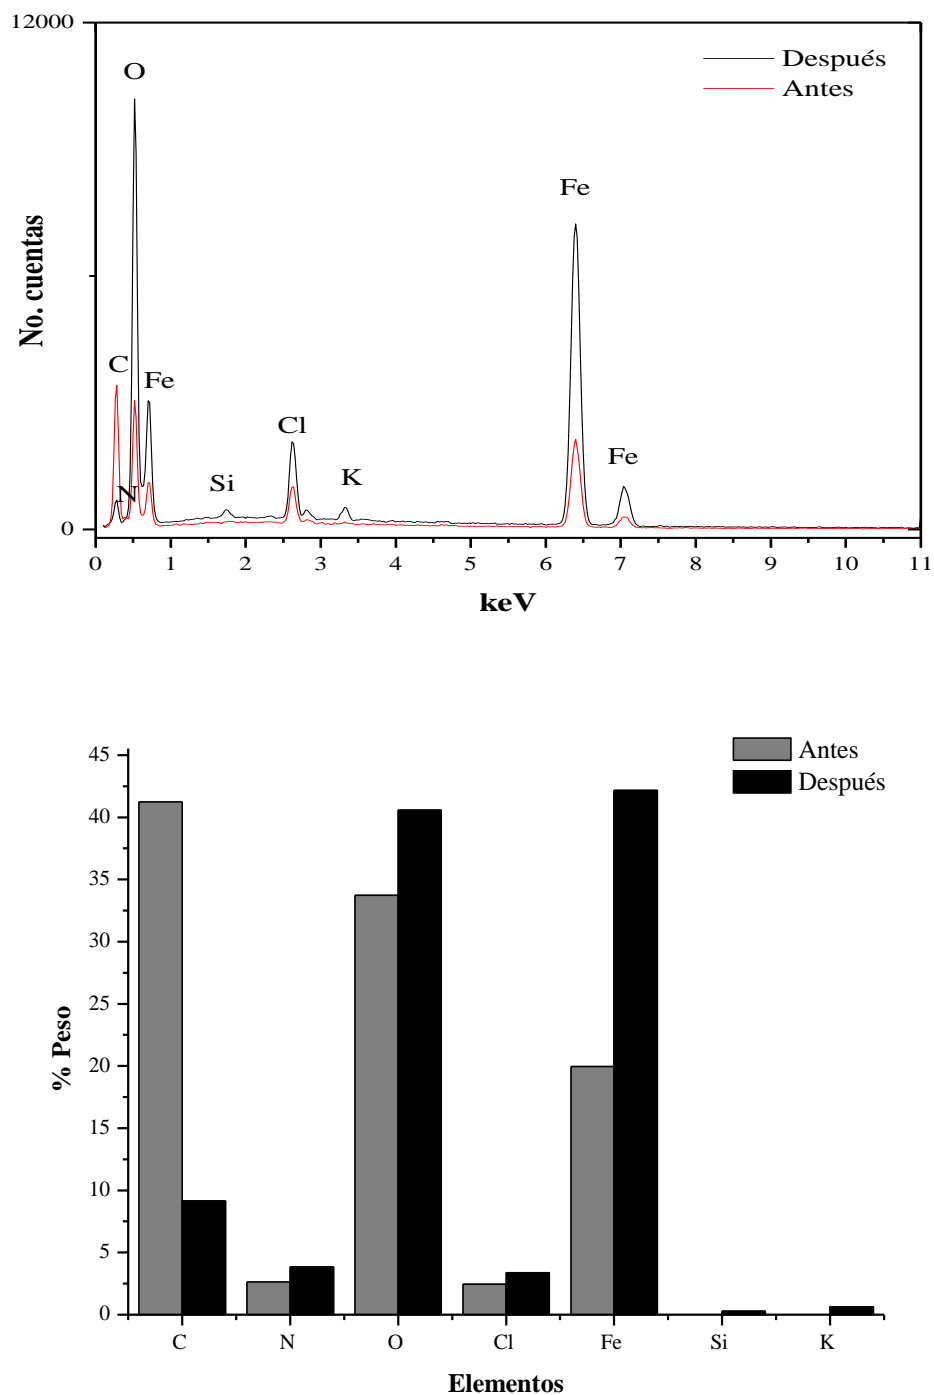 12000
Después
Antes
O
Fe
C
Fe
N
Si
Cl
K
Fe
No. cuentas
0
0 1 2 3 4 5 6 7 8 9 10 11
keV
Antes
Después
45
40
35
30
25
20
15
10
5
0
% Peso
C N O Cl Fe Si K
Elementos